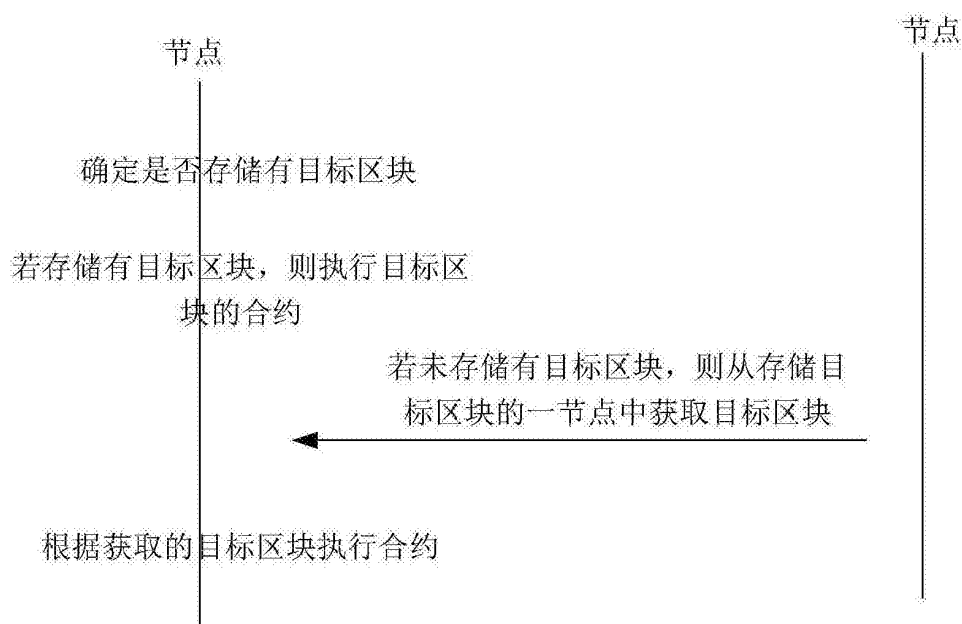 节点
节点
确定是否存储有目标区块
若存储有目标区块，则执行目标区
块的合约
若未存储有目标区块，则从存储目
标区块的一节点中获取目标区块
根据获取的目标区块执行合约